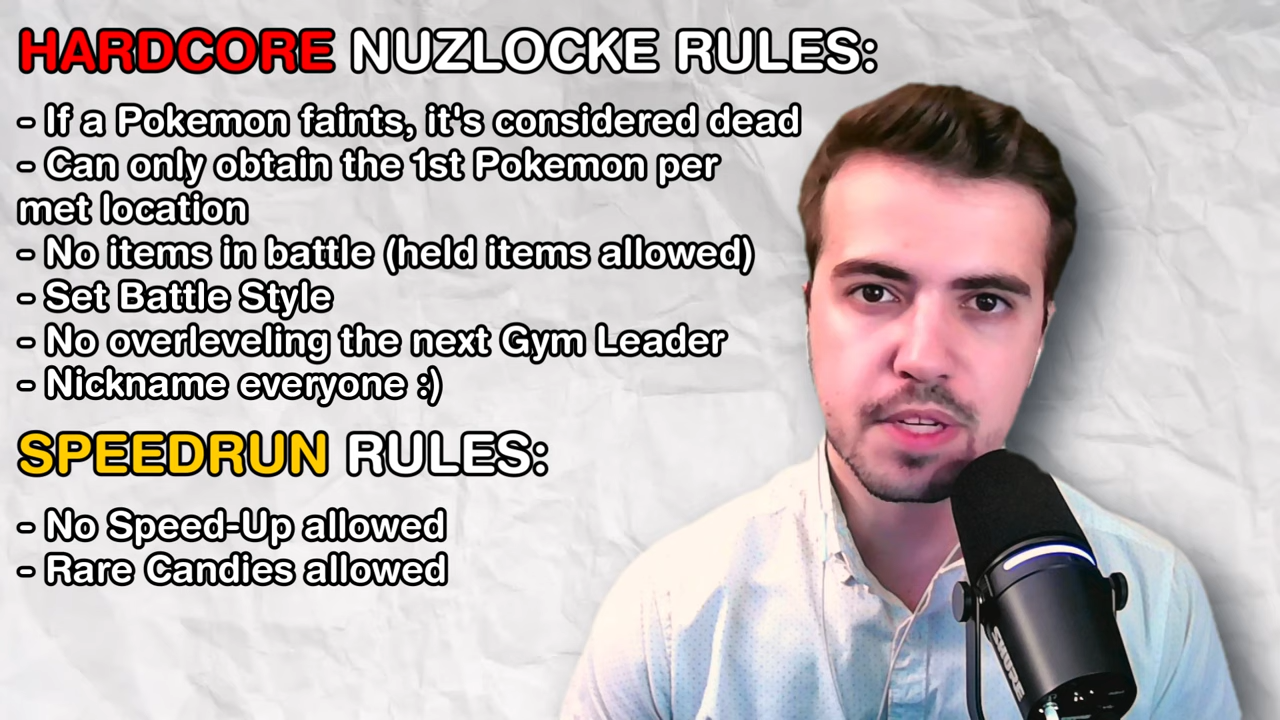 HARDCORE NUZLOCKE RULES:
- If a Pokemon faints, it's considered dead
- Can only obtain the 1st Pokemon per
met location
- No items in battle (held items allowed)
- Set Battle Style
- No overleveling the next Gym Leader
- Nickname everyone :)
SPEEDRUN RULES:
- No Speed-Up allowed
- Rare Candies allowed
SHURE